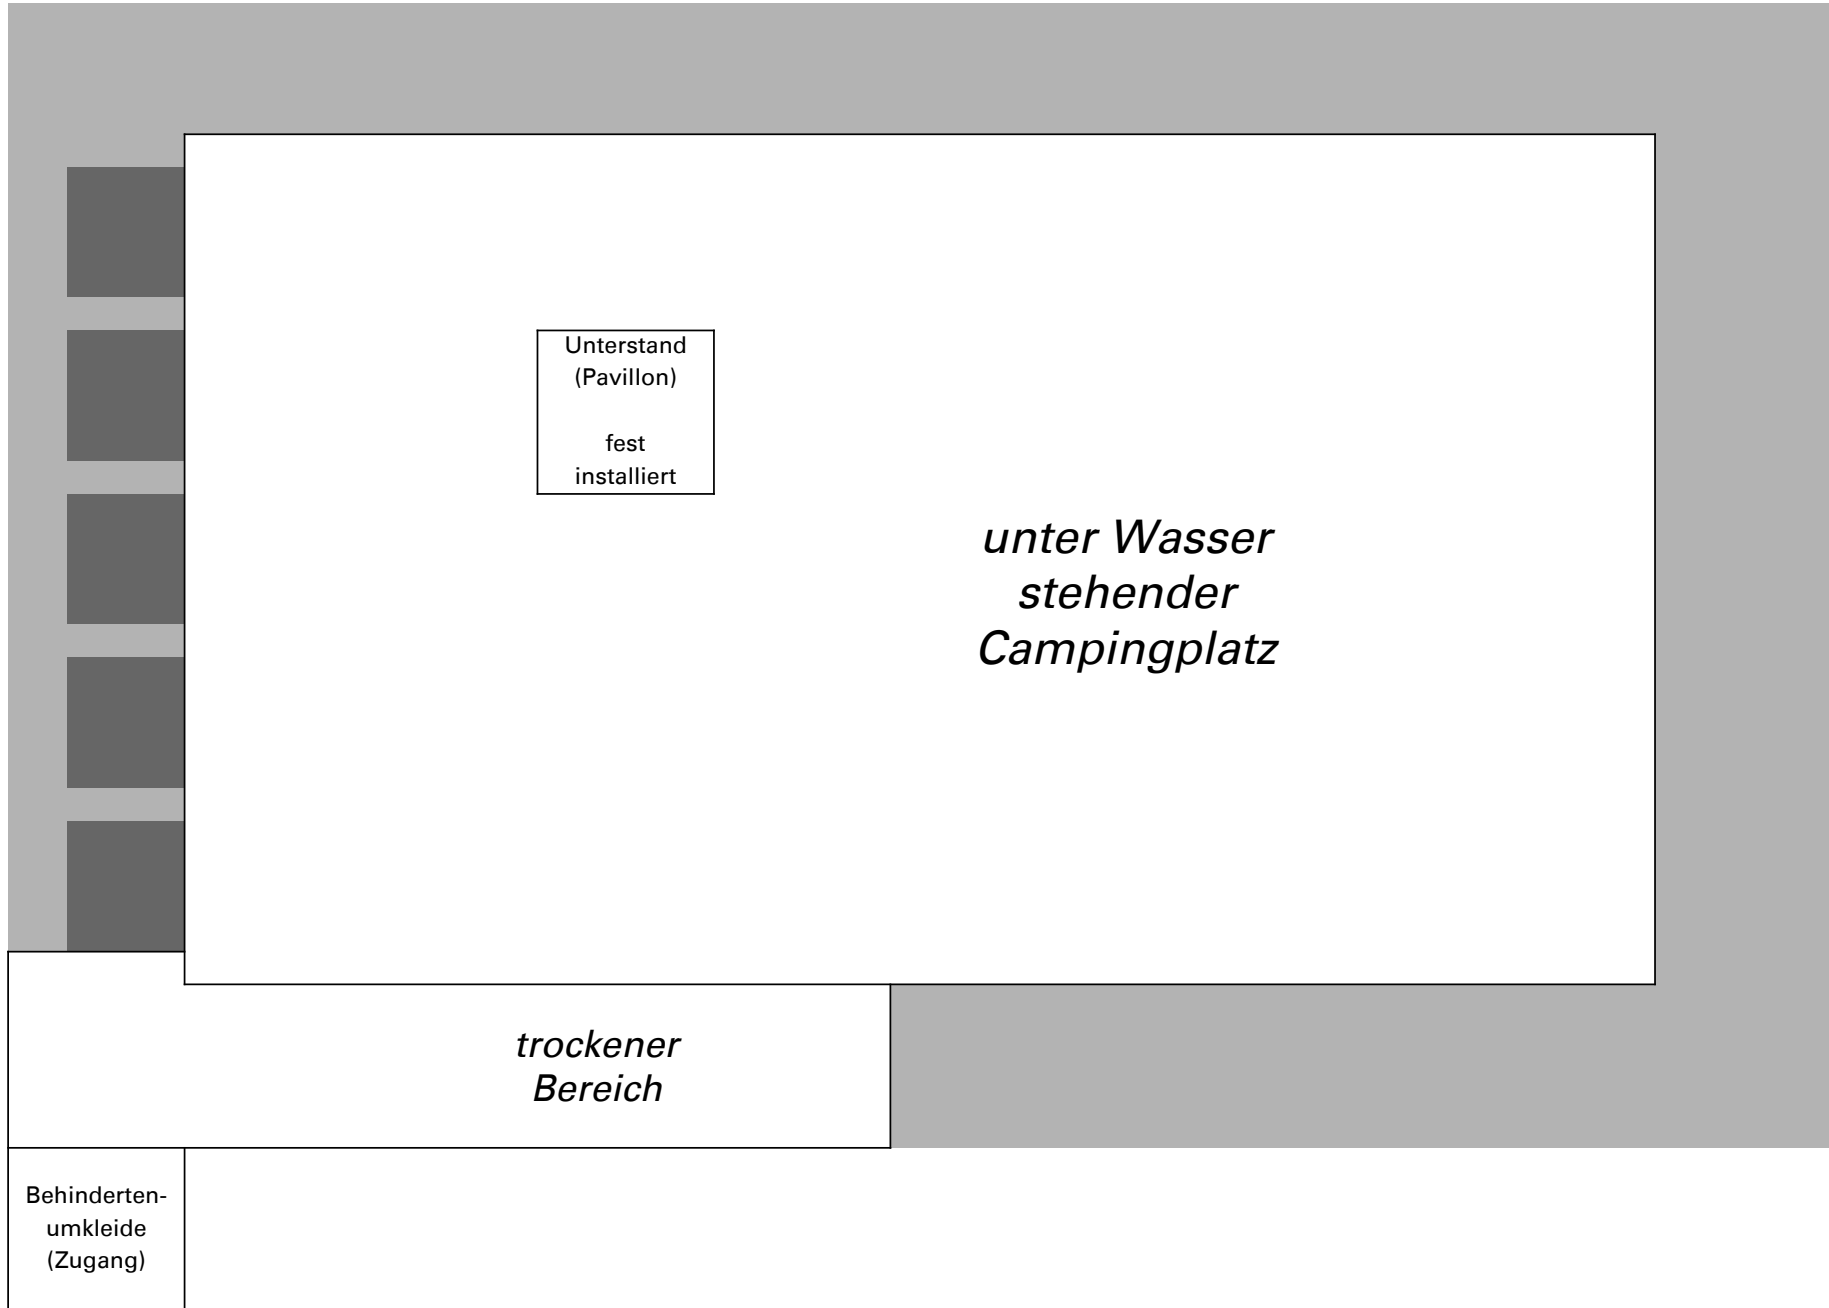 Unterstand
(Pavillon)
fest
installiert
unter Wasser
stehender
Campingplatz
trockener
Bereich
Behinderten-
umkleide
(Zugang)